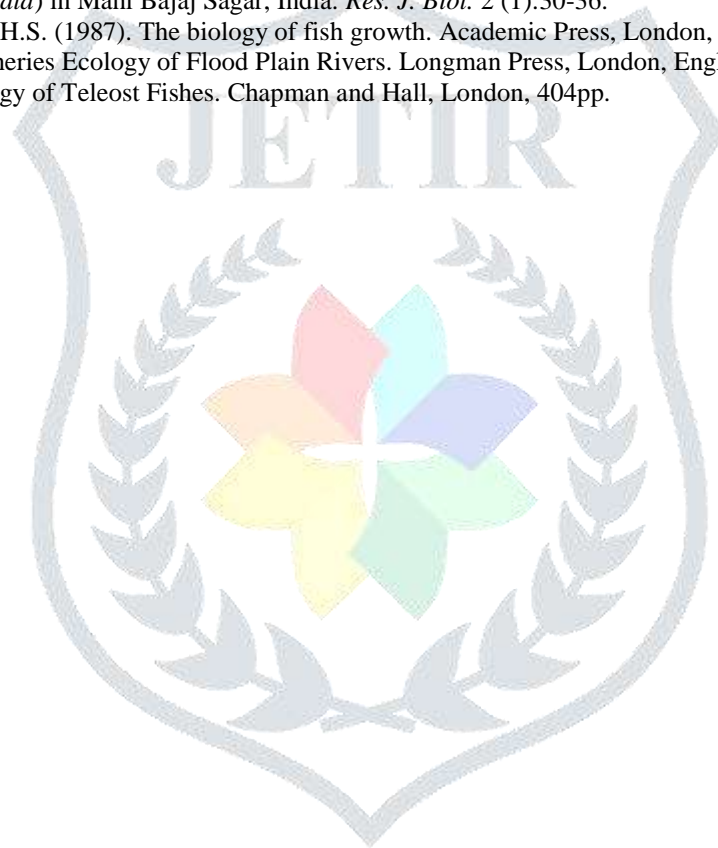 ala) in Mahi Bajaj Sagar, India. Res. J. Biol. 2 (1):30-36.
H.S. (1987). The biology of fish growth. Academic Press, London,
heries Ecology of Flood Plain Rivers. Longman Press, London, Engl
gy of Teleost Fishes. Chapman and Hall, London, 404pp.
JETIR